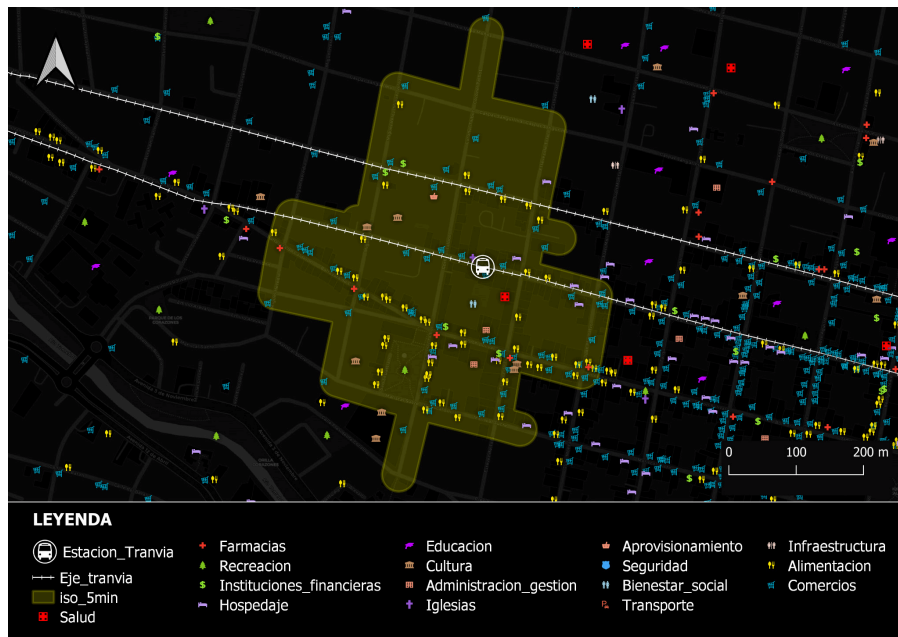 0 100 200 m
LEYENDA
Estacion_Tranvia
Eje_tranvia
iso_5min
Salud
Farmacias
Recreacion
Instituciones_financieras
Hospedaje
Educacion
Cultura
Administracion_gestion
Iglesias
Aprovisionamiento
Seguridad
Bienestar_social
Transporte
Infraestructura
Alimentacion
Comercios